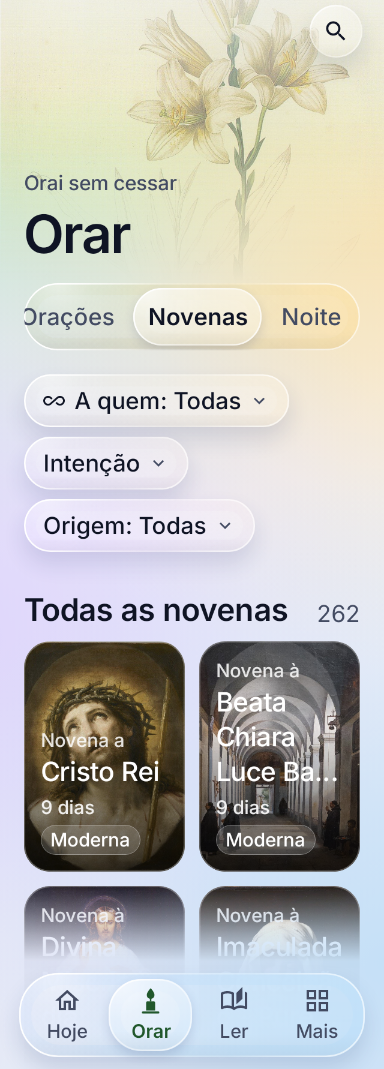 Orai sem cessar
Orar
Orações Novenas Noite
A quem: Todas
Intenção
Origem: Todas
Todas as novenas 262
Novena a
Cristo Rei
9 dias
Moderna
Novena à
Beata
Chiara
Luce Ba...
9 dias
Moderna
Novena à
Divina
Novena à
Imaculada
Hoje Orar Ler Mais